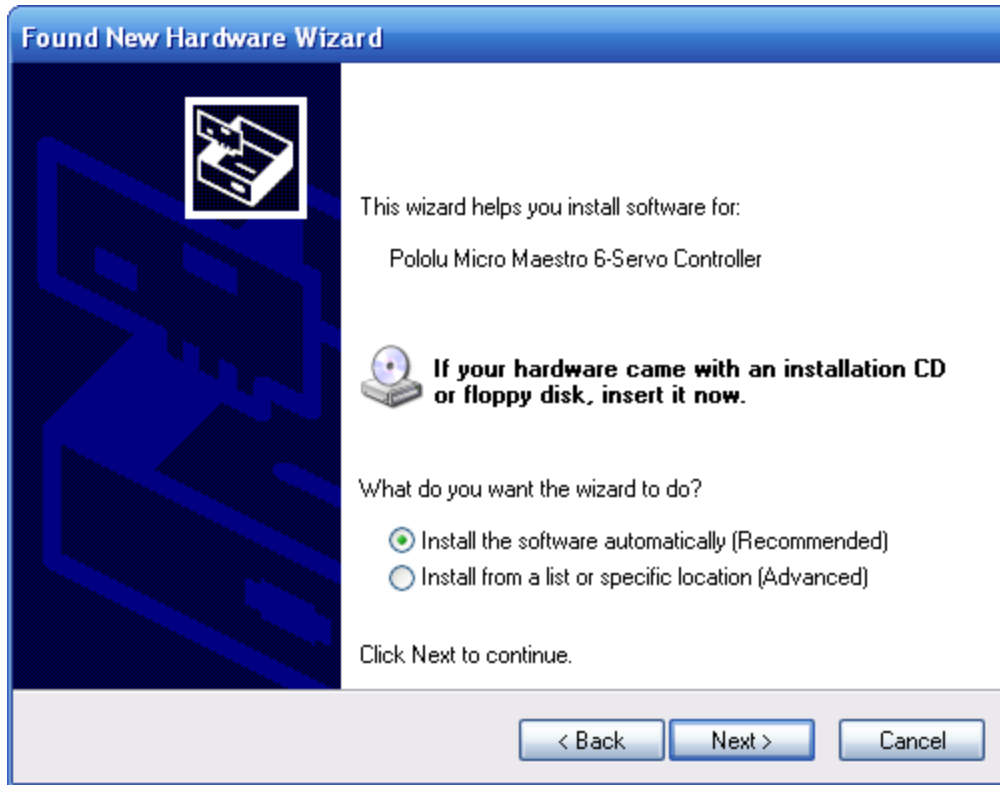 Found New Hardware Wizard
This wizard helps you install software for:
Pololu Micro Maestro 6-Servo Controller
If your hardware came with an installation CD
or floppy disk, insert it now.
What do you want the wizard to do?
Install the software automatically (Recommended)
Install from a list or specific location (Advanced)
Click Next to continue.
< Back
Next >
Cancel